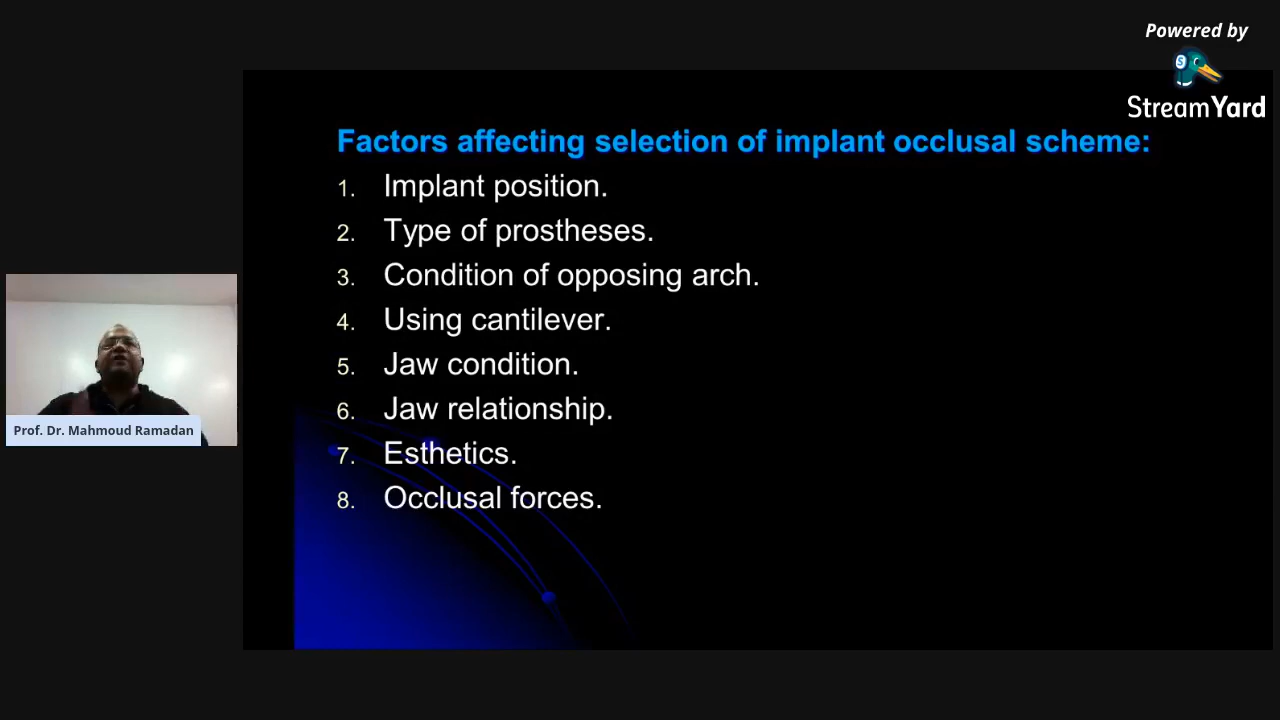 Powered by
StreamYard
Factors affecting selection of implant occlusal scheme:
1. Implant position.
2. Type of prostheses.
3. Condition of opposing arch.
4. Using cantilever.
5. Jaw condition.
6. Jaw relationship.
7. Esthetics.
8. Occlusal forces.
Prof. Dr. Mahmoud Ramadan